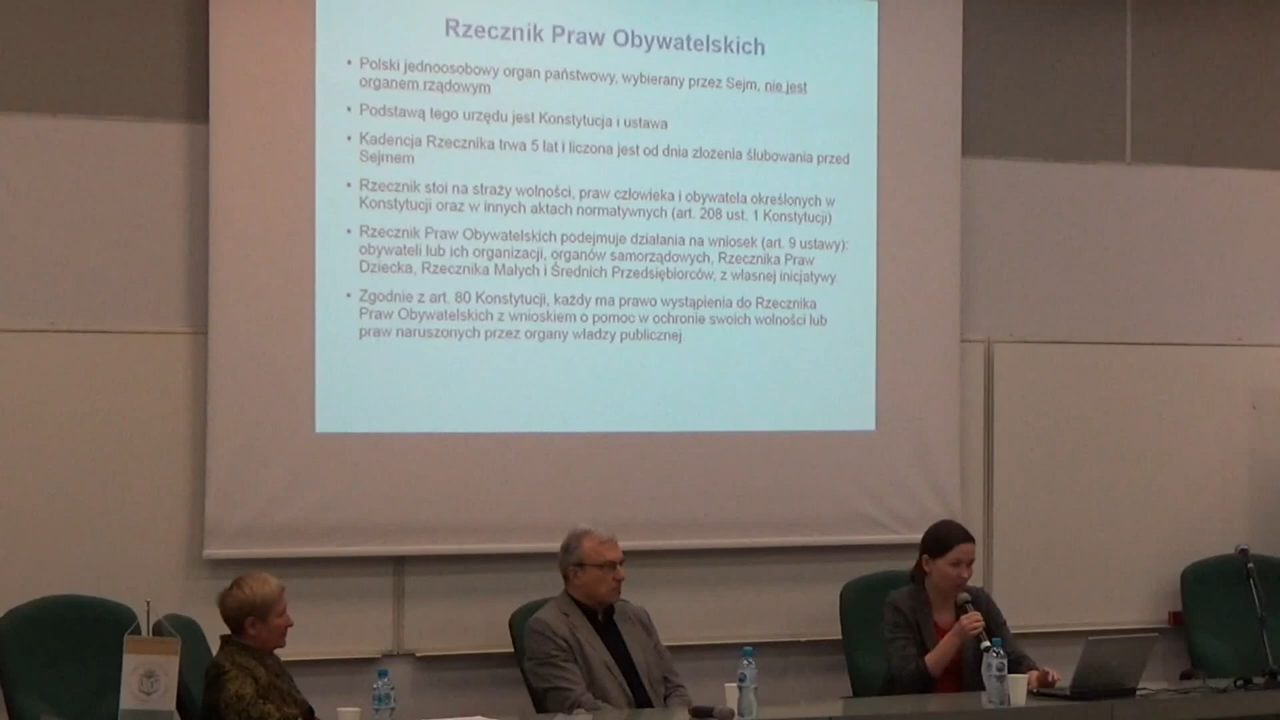 Rzecznik Praw Obywatelskich
• Polski jednoosobowy organ państwowy, wybierany przez Sejm, nie jest
organem rządowym
• Podstawą tego urzędu jest Konstytucja i ustawa
• Kadencja Rzecznika trwa 5 lat i liczona jest od dnia złożenia ślubowania przed
Sejmem
• Rzecznik stoi na straży wolności, praw człowieka i obywatela określonych w
Konstytucji oraz w innych aktach normatywnych (art. 208 ust. 1 Konstytucji)
• Rzecznik Praw Obywatelskich podejmuje działania na wniosek (art. 9 ustawy):
obywateli lub ich organizacji, organów samorządowych, Rzecznika Praw
Dziecka, Rzecznika Małych i Średnich Przedsiębiorców, z własnej inicjatywy
• Zgodnie z art. 80 Konstytucji, każdy ma prawo wystąpienia do Rzecznika
Praw Obywatelskich z wnioskiem o pomoc w ochronie swoich wolności lub
praw naruszonych przez organy władzy publicznej